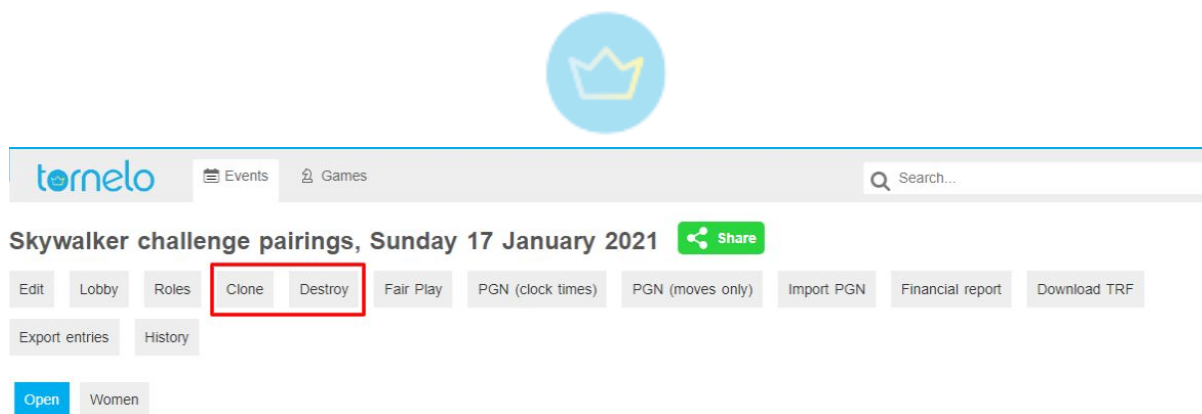 tornelo Events Games Search...
Skywalker challenge pairings, Sunday 17 January 2021 Share
Edit Lobby Roles Clone Destroy Fair Play PGN (clock times) PGN (moves only) Import PGN Financial report Download TRF
Export entries History
Open Women